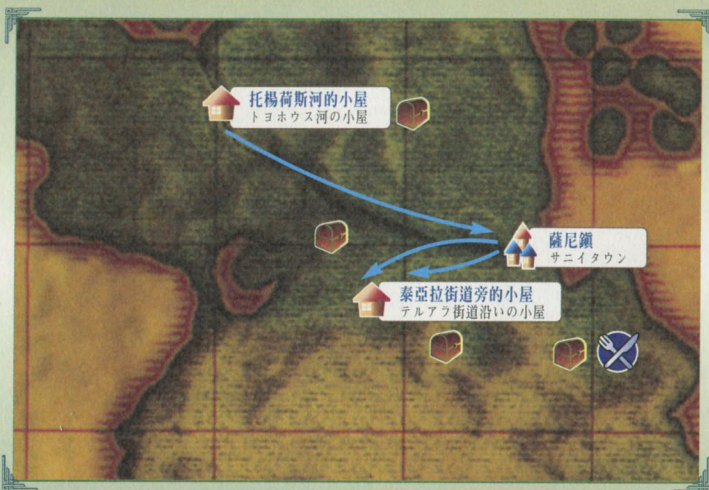 托楊荷斯河的小屋
トヨホウス河の小屋
薩尼鎮
サニイタウン
泰亞拉街道旁的小屋
テルアラ街道沿いの小屋